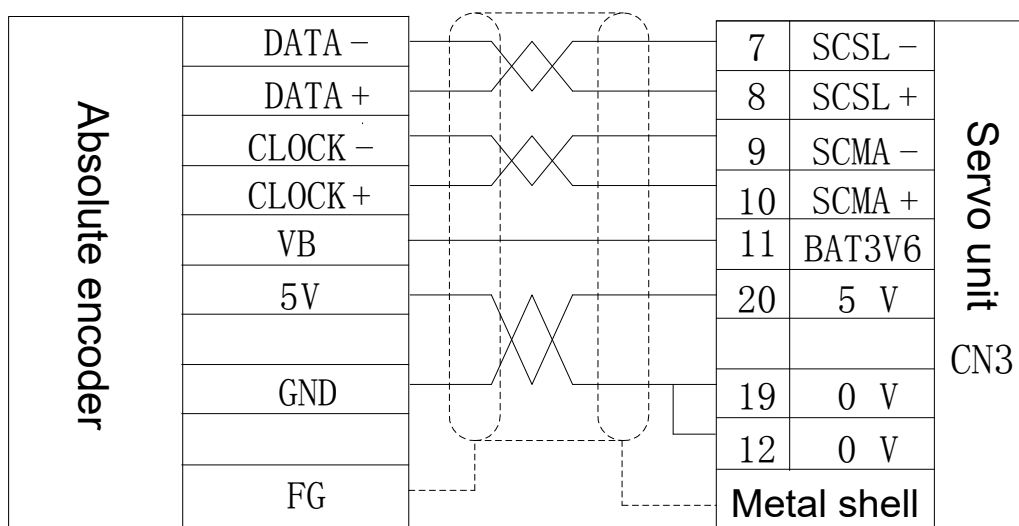 Absolute encoder
DATA－
DATA＋
CLOCK－
CLOCK＋
VB
5V
GND
FG
7 SCSL－
8 SCSL＋
9 SCMA－
10 SCMA＋
11 BAT3V6
20 5 V
19 0 V
12 0 V
Metal shell
Servo unit
CN3